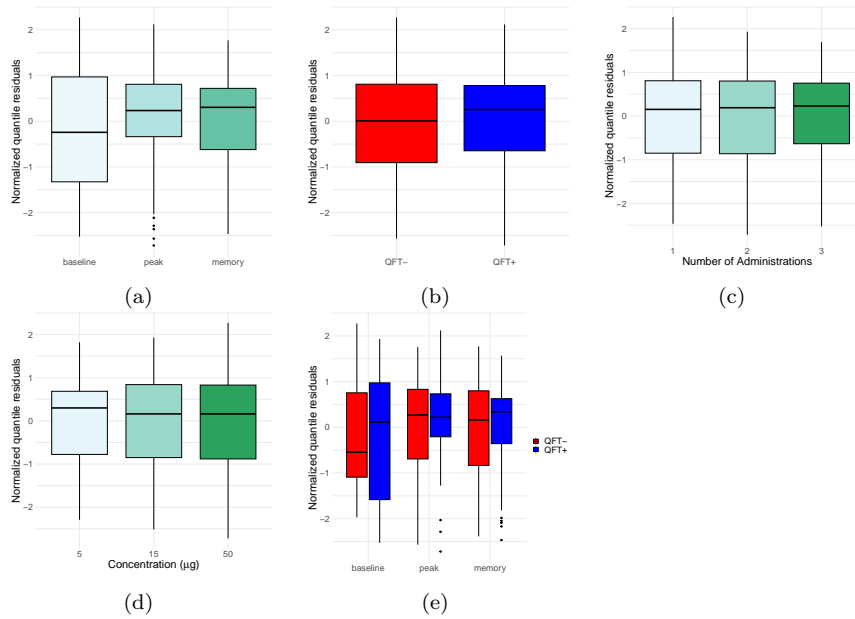 Normalized quantile residuals
2
1
0
−1
−2
baseline peak memory
(a)
Normalized quantile residuals
2
1
0
−1
−2
QFT− QFT+
(b)
Normalized quantile residuals
2
1
0
−1
−2
1 2 3
Number of Administrations
(c)
Normalized quantile residuals
2
1
0
−1
−2
5 15 50
Concentration (μg)
(d)
Normalized quantile residuals
2
1
0
−1
−2
baseline peak memory
QFT−
QFT+
(e)